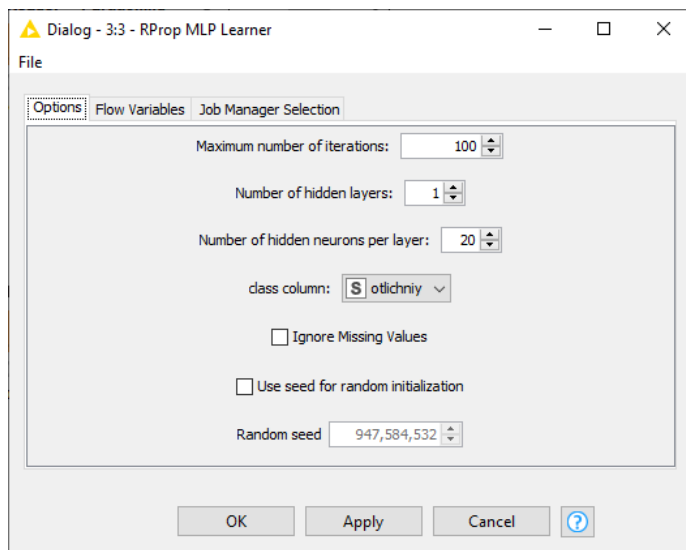 Dialog - 3:3 - RProp MLP Learner
File
Options Flow Variables Job Manager Selection
Maximum number of iterations: 100
Number of hidden layers: 1
Number of hidden neurons per layer: 20
class column: S otlichniy
Ignore Missing Values
Use seed for random initialization
Random seed 947,584,532
OK Apply Cancel ?